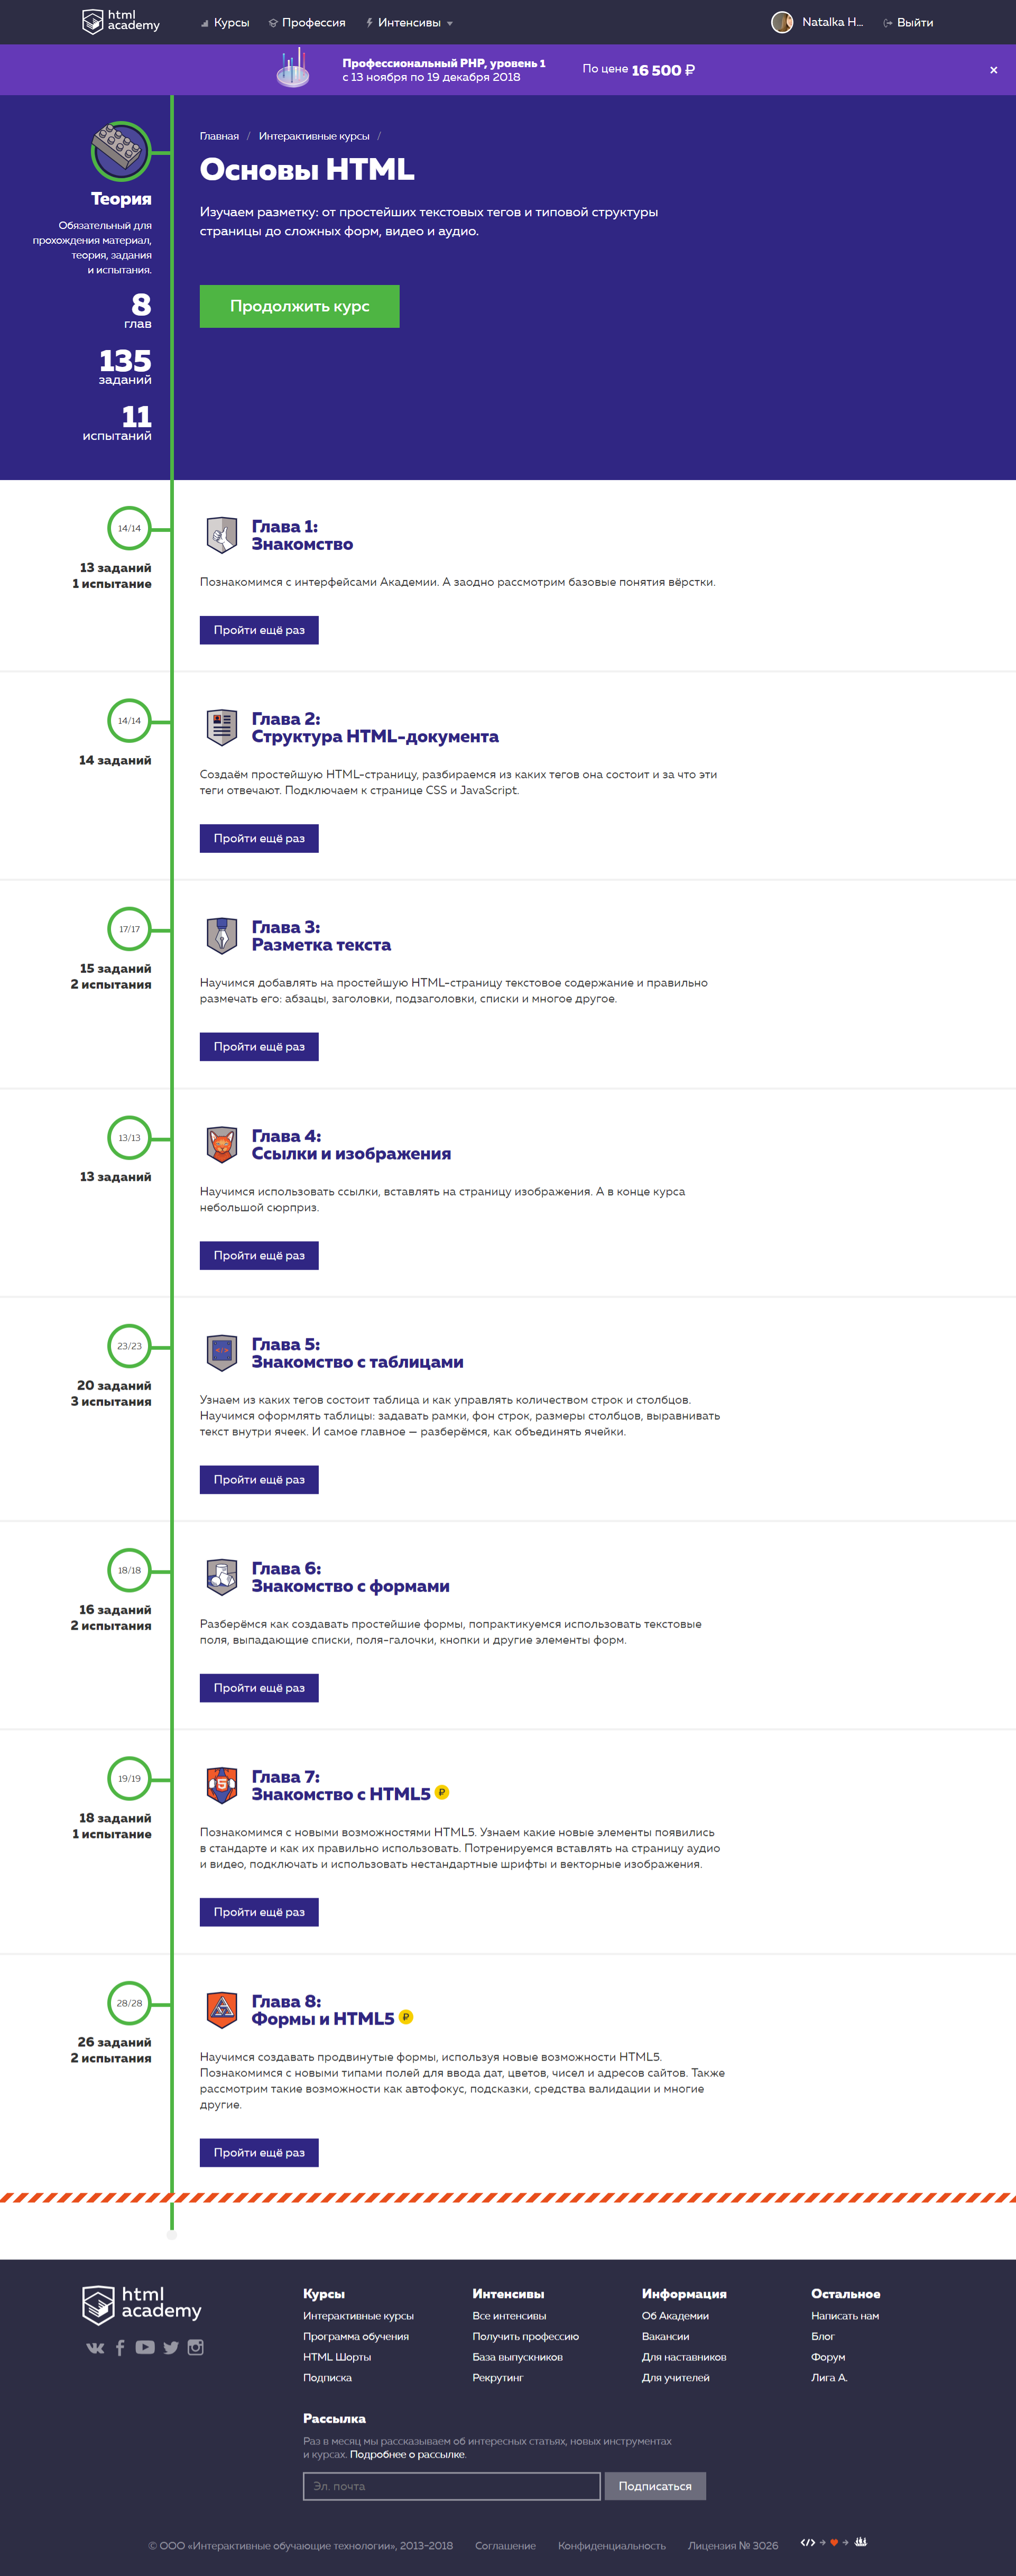 html academy
Курсы
Профессия
Интенсивы
Natalka H...
Выйти
Профессиональный PHP, уровень 1
с 13 ноября по 19 декабря 2018
По цене 16 500 ₽
×
Теория
Обязательный для
прохождения материал,
теория, задания
и испытания.
8
глав
135
заданий
11
испытаний
Главная / Интерактивные курсы /
Основы HTML
Изучаем разметку: от простейших текстовых тегов и типовой структуры
страницы до сложных форм, видео и аудио.
Продолжить курс
14/14
13 заданий
1 испытание
Глава 1:
Знакомство
Познакомимся с интерфейсами Академии. А заодно рассмотрим базовые понятия вёрстки.
Пройти ещё раз
14/14
14 заданий
Глава 2:
Структура HTML-документа
Создаём простейшую HTML-страницу, разбираемся из каких тегов она состоит и за что эти
теги отвечают. Подключаем к странице CSS и JavaScript.
Пройти ещё раз
17/17
15 заданий
2 испытания
Глава 3:
Разметка текста
Научимся добавлять на простейшую HTML-страницу текстовое содержание и правильно
размечать его: абзацы, заголовки, подзаголовки, списки и многое другое.
Пройти ещё раз
13/13
13 заданий
Глава 4:
Ссылки и изображения
Научимся использовать ссылки, вставлять на страницу изображения. А в конце курса
небольшой сюрприз.
Пройти ещё раз
23/23
20 заданий
3 испытания
Глава 5:
Знакомство с таблицами
Узнаем из каких тегов состоит таблица и как управлять количеством строк и столбцов.
Научимся оформлять таблицы: задавать рамки, фон строк, размеры столбцов, выравнивать
текст внутри ячеек. И самое главное — разберёмся, как объединять ячейки.
Пройти ещё раз
18/18
16 заданий
2 испытания
Глава 6:
Знакомство с формами
Разберёмся как создавать простейшие формы, попрактикуемся использовать текстовые
поля, выпадающие списки, поля-галочки, кнопки и другие элементы форм.
Пройти ещё раз
19/19
18 заданий
1 испытание
5
Глава 7:
Знакомство с HTML5 ₽
Познакомимся с новыми возможностями HTML5. Узнаем какие новые элементы появились
в стандарте и как их правильно использовать. Потренируемся вставлять на страницу аудио
и видео, подключать и использовать нестандартные шрифты и векторные изображения.
Пройти ещё раз
28/28
26 заданий
2 испытания
Глава 8:
Формы и HTML5 ₽
Научимся создавать продвинутые формы, используя новые возможности HTML5.
Познакомимся с новыми типами полей для ввода дат, цветов, чисел и адресов сайтов. Также
рассмотрим такие возможности как автофокус, подсказки, средства валидации и многие
другие.
Пройти ещё раз
html academy
Курсы
Интерактивные курсы
Программа обучения
HTML Шорты
Подписка
Интенсивы
Все интенсивы
Получить профессию
База выпускников
Рекрутинг
Информация
Об Академии
Вакансии
Для наставников
Для учителей
Остальное
Написать нам
Блог
Форум
Лига А.
Рассылка
Раз в месяц мы рассказываем об интересных статьях, новых инструментах
и курсах. Подробнее о рассылке.
Эл. почта
Подписаться
© ООО «Интерактивные обучающие технологии», 2013-2018
Соглашение
Конфиденциальность
Лицензия № 3026